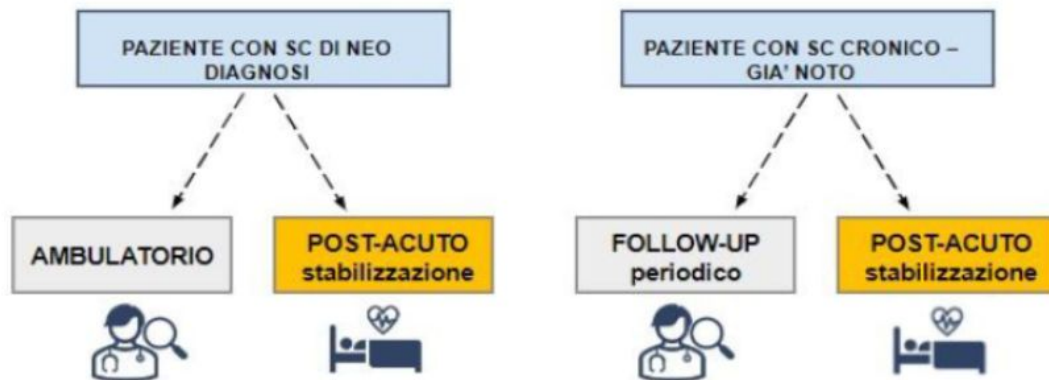 PAZIENTE CON SC DI NEO
DIAGNOSI
PAZIENTE CON SC CRONICO –
GIA' NOTO
AMBULATORIO
POST-ACUTO
stabilizzazione
FOLLOW-UP
periodico
POST-ACUTO
stabilizzazione